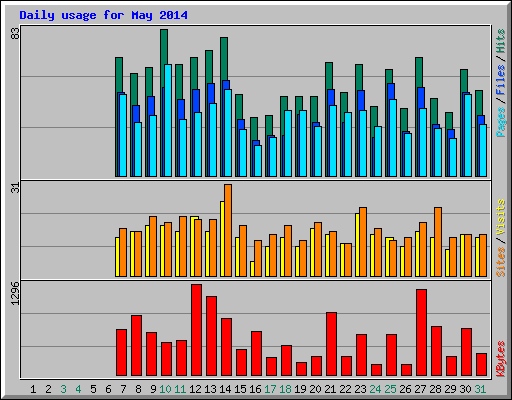 Daily usage for May 2014
83
Pages/Files/Hits
31
Sites/Visits
1296
KBytes
1 2 3 4 5 6 7 8 9 10 11 12 13 14 15 16 17 18 19 20 21 22 23 24 25 26 27 28 29 30 31